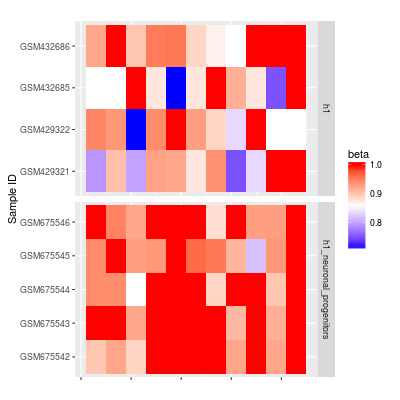 GSM432686
GSM432685
GSM429322
GSM429321
h1
GSM675546
GSM675545
GSM675544
GSM675543
GSM675542
h1_neuronal_progenitors
Sample ID
beta
1.0
0.9
0.8